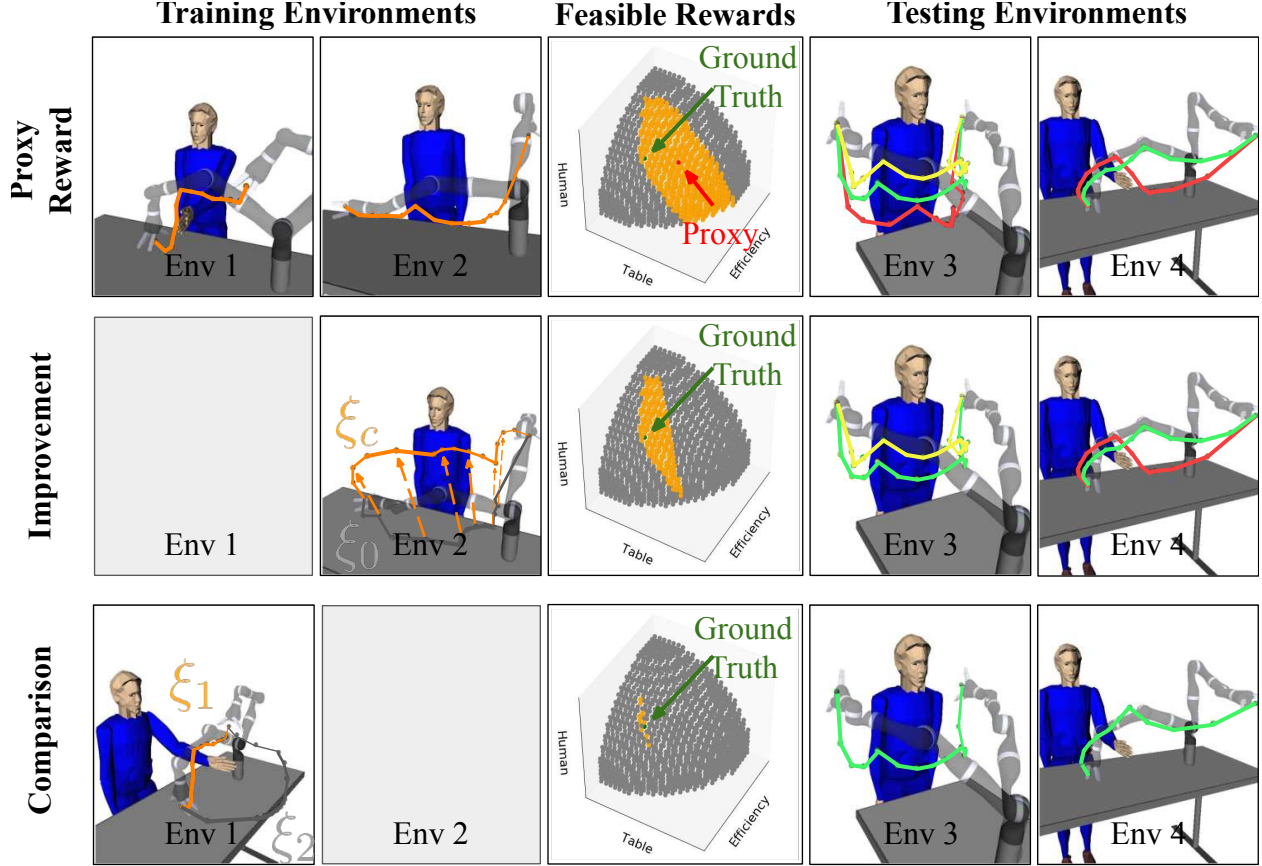 Training Environments
Feasible Rewards
Testing Environments
Proxy
Reward
Env 1
Env 2
Ground
Truth
Proxy
Human
Table
Efficiency
Env 3
Env 4
Improvement
Env 1
ξc
ξ0
Env 2
Ground
Truth
Human
Table
Efficiency
Env 3
Env 4
Comparison
ξ1
ξ2
Env 1
Env 2
Ground
Truth
Human
Table
Efficiency
Env 3
Env 4